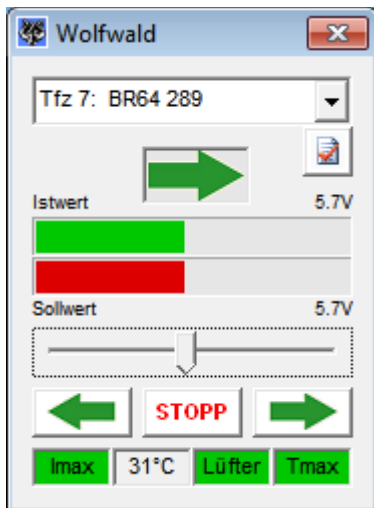 Wolfwald
Tfz 7: BR64 289
Istwert 5.7V
Sollwert 5.7V
STOPP
Imax 31°C Lüfter Tmax